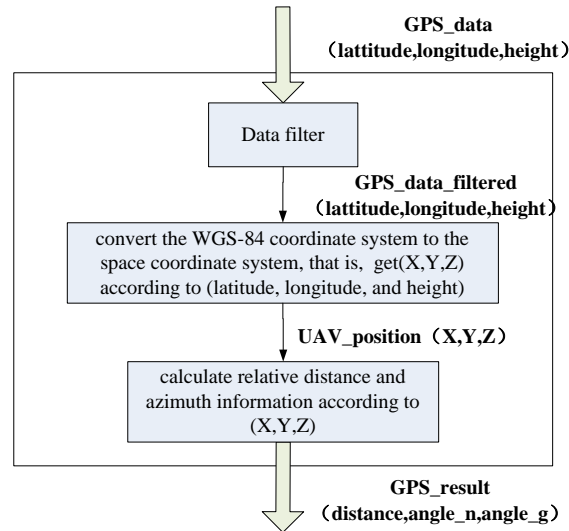 GPS_data
（lattitude,longitude,height）
Data filter
GPS_data_filtered
（lattitude,longitude,height）
convert the WGS-84 coordinate system to the
space coordinate system, that is, get(X,Y,Z)
according to (latitude, longitude, and height)
UAV_position（X,Y,Z）
calculate relative distance and
azimuth information according to
(X,Y,Z)
GPS_result
（distance,angle_n,angle_g）